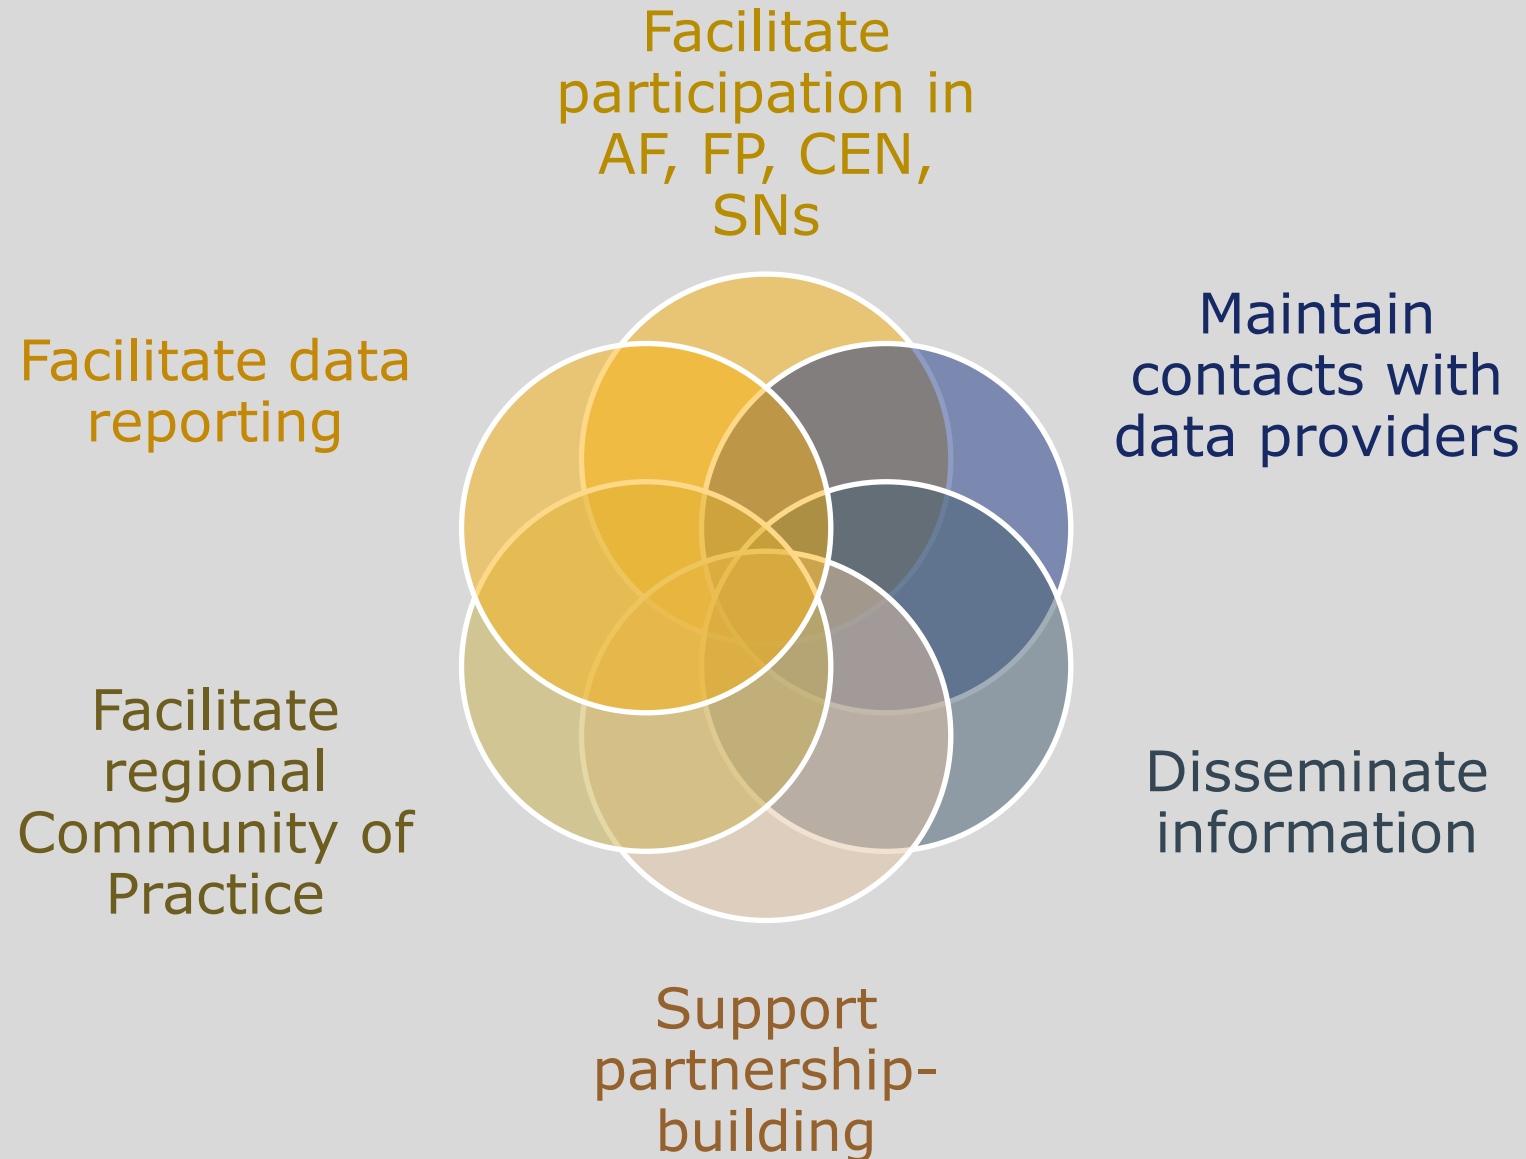 Facilitate
participation in
AF, FP, CEN,
SNs
Maintain
contacts with
data providers
Disseminate
information
Support
partnership-
building
Facilitate
regional
Community of
Practice
Facilitate data
reporting